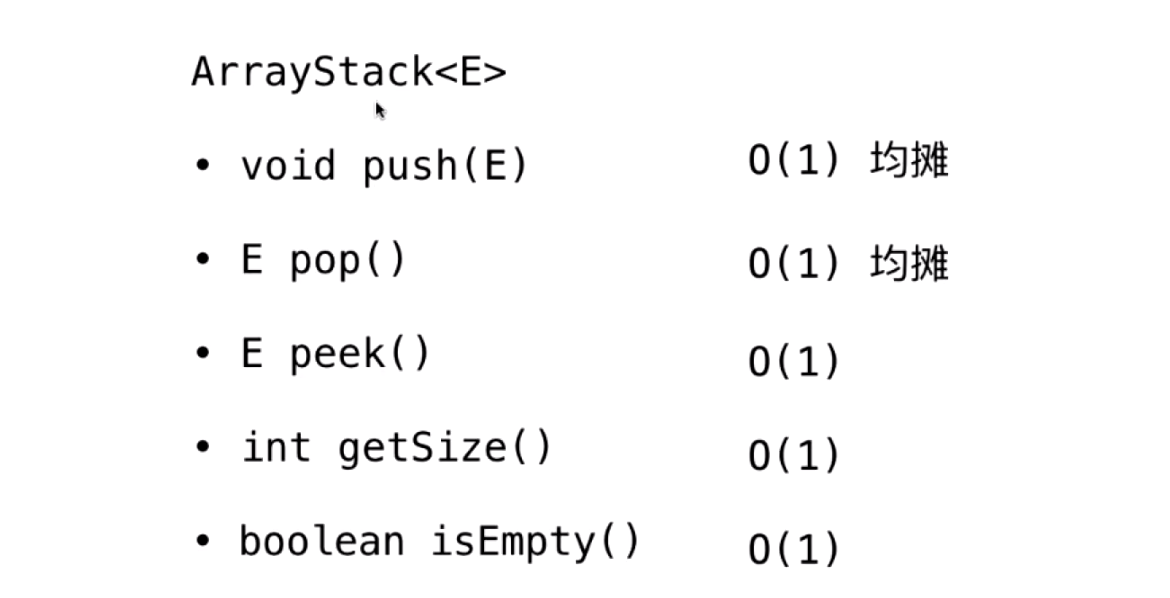 ArrayStack<E>
• void push(E) O(1) 均摊
• E pop() O(1) 均摊
• E peek() O(1)
• int getSize() O(1)
• boolean isEmpty() O(1)